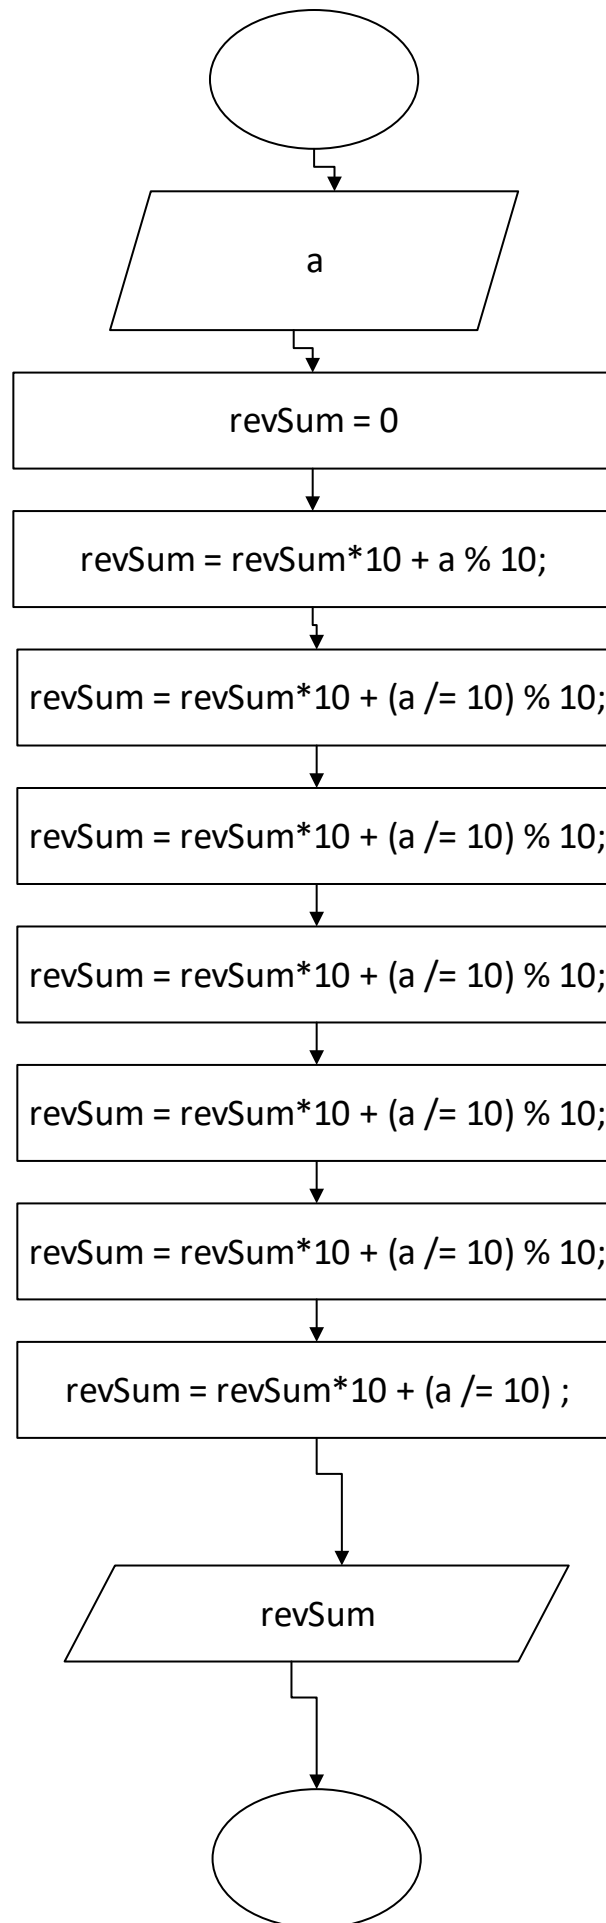 a
revSum = 0
revSum = revSum*10 + a % 10;
revSum = revSum*10 + (a /= 10) % 10;
revSum = revSum*10 + (a /= 10) % 10;
revSum = revSum*10 + (a /= 10) % 10;
revSum = revSum*10 + (a /= 10) % 10;
revSum = revSum*10 + (a /= 10) % 10;
revSum = revSum*10 + (a /= 10) ;
revSum